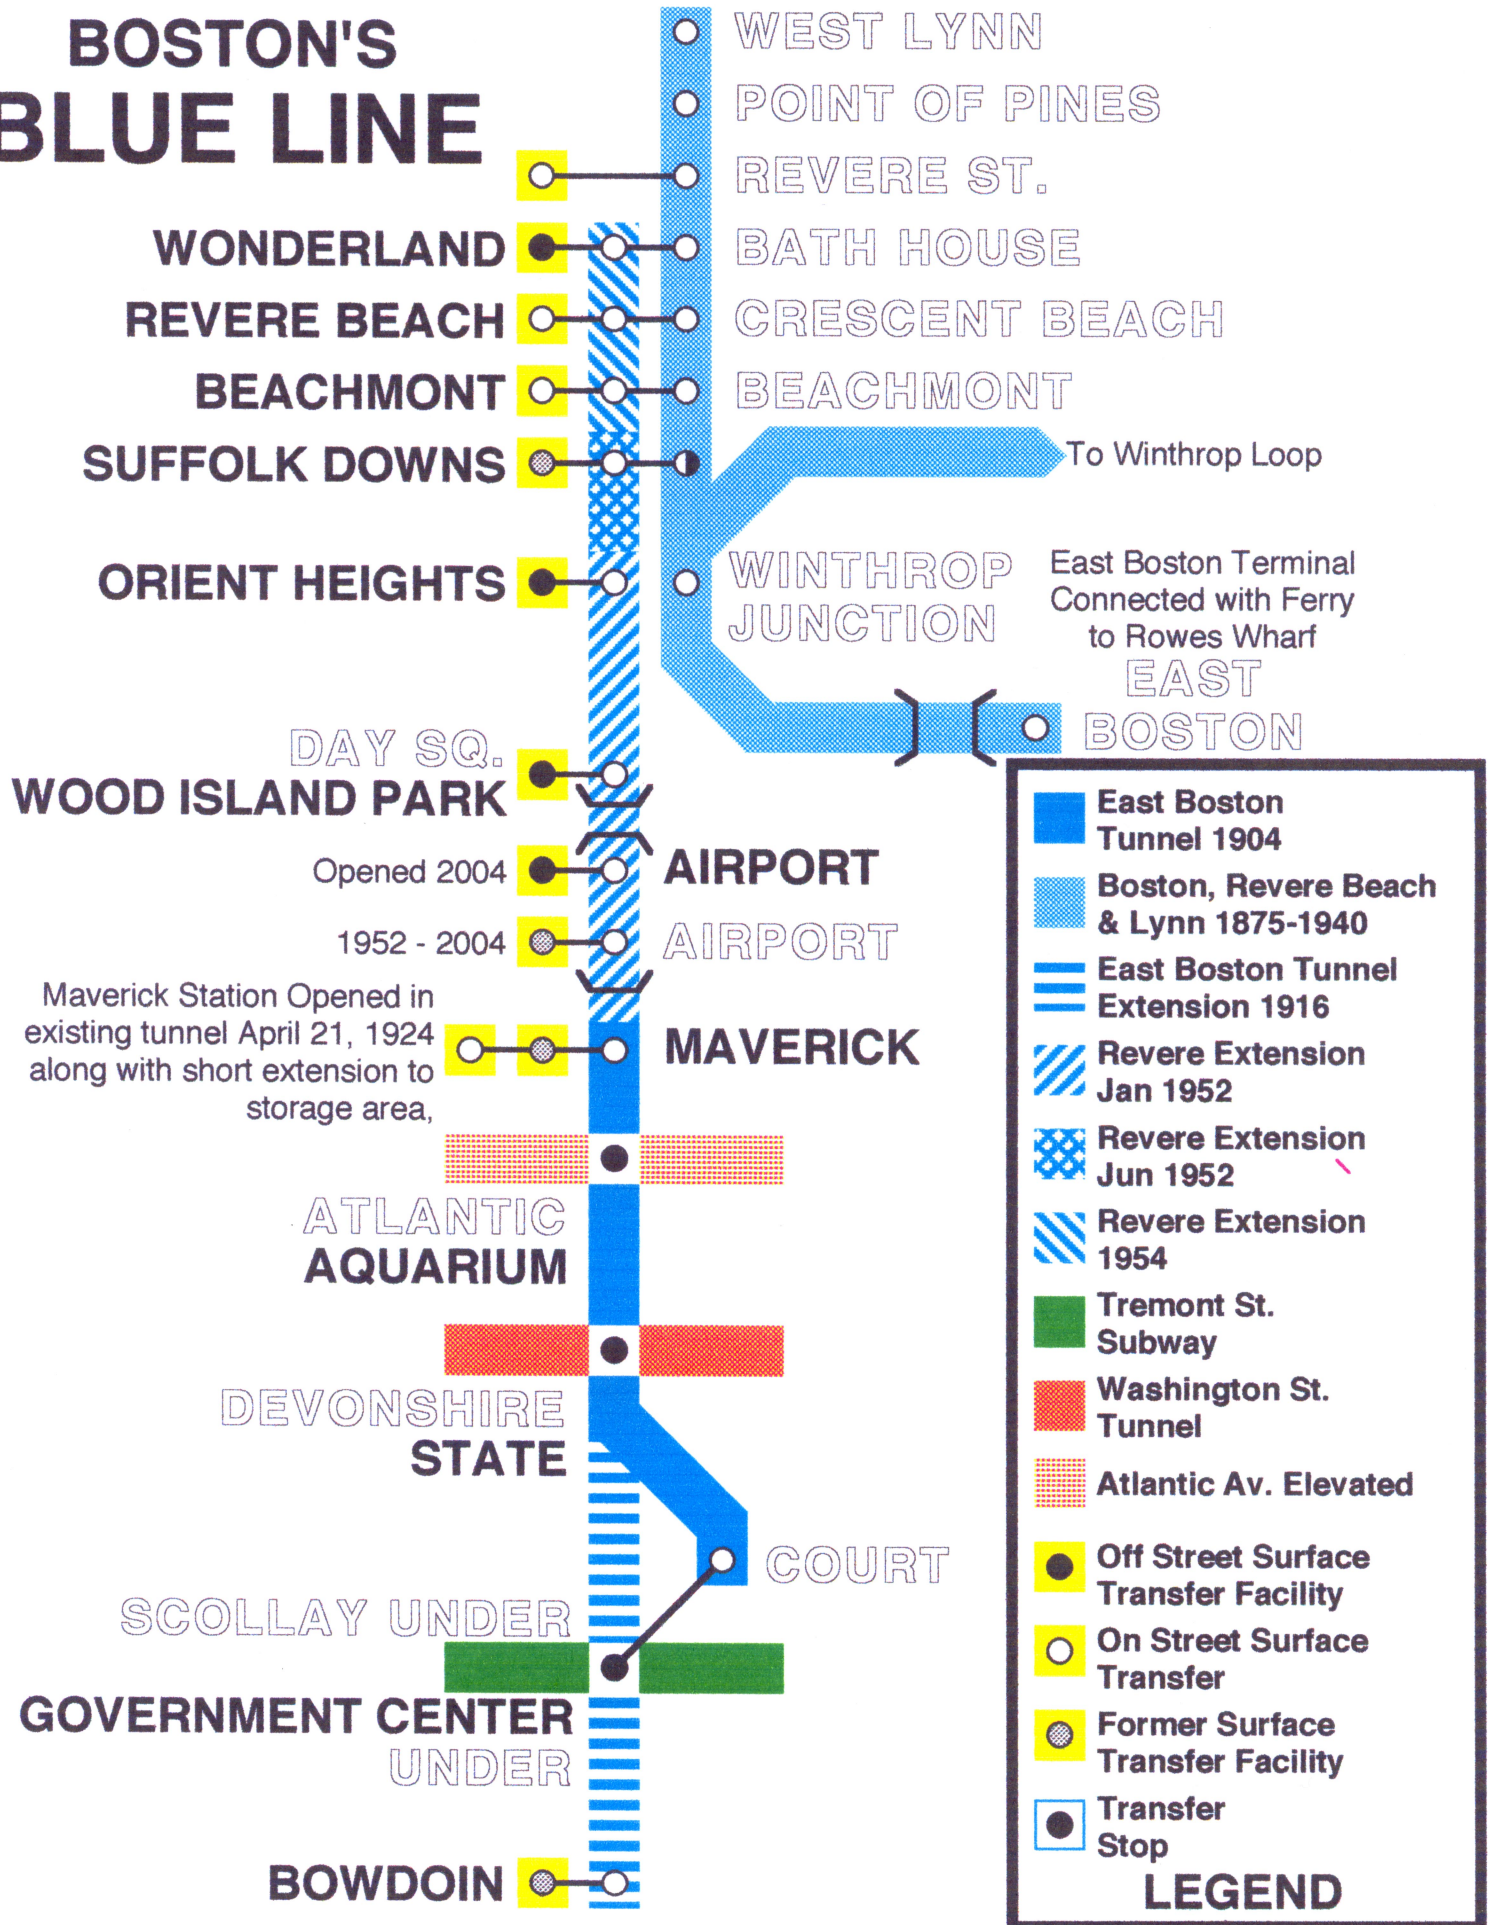 BOSTON'S
BLUE LINE
WEST LYNN
POINT OF PINES
REVERE ST.
WONDERLAND
BATH HOUSE
REVERE BEACH
CRESCENT BEACH
BEACHMONT
BEACHMONT
SUFFOLK DOWNS
To Winthrop Loop
ORIENT HEIGHTS
WINTHROP
JUNCTION
East Boston Terminal
Connected with Ferry
to Rowes Wharf
EAST
BOSTON
DAY SQ.
WOOD ISLAND PARK
Opened 2004
AIRPORT
1952 - 2004
AIRPORT
Maverick Station Opened in
existing tunnel April 21, 1924
along with short extension to
storage area,
MAVERICK
ATLANTIC
AQUARIUM
DEVONSHIRE
STATE
COURT
SCOLLAY UNDER
GOVERNMENT CENTER
UNDER
BOWDOIN
East Boston
Tunnel 1904
Boston, Revere Beach
& Lynn 1875-1940
East Boston Tunnel
Extension 1916
Revere Extension
Jan 1952
Revere Extension
Jun 1952
Revere Extension
1954
Tremont St.
Subway
Washington St.
Tunnel
Atlantic Av. Elevated
Off Street Surface
Transfer Facility
On Street Surface
Transfer
Former Surface
Transfer Facility
Transfer
Stop
LEGEND